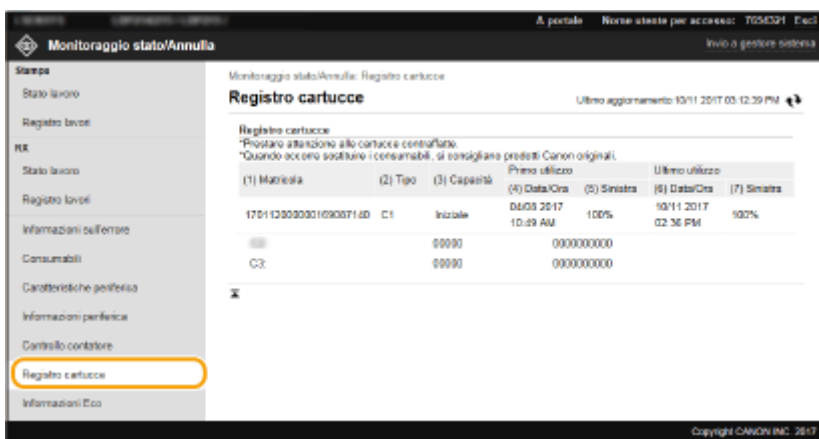 A portale Nome utente per accesso: 7654321 Esci
Monitoraggio stato/Annulla
Invio a gestore sistema
Stampa
Stato lavoro
Registro lavori
RX
Stato lavoro
Registro lavori
Informazioni sull'errore
Consumabili
Caratteristiche periferica
Informazioni periferica
Controllo contatore
Registro cartucce
Informazioni Eco
Monitoraggio stato/Annulla: Registro cartucce
Registro cartucce
Ultimo aggiornamento: 10/11 2017 03:12:39 PM
Registro cartucce
*Prestare attenzione alle cartucce contraffatte.
*Quando occorre sostituire i consumabili, si consigliano prodotti Canon originali.
Primo utilizzo Ultimo utilizzo
(1) Matricola (2) Tipo (3) Capacità (4) Data/Ora (5) Sinistra (6) Data/Ora (7) Sinistra
C1 Iniziale 04/08 2017 10:49 AM 100% 10/11 2017 02:36 PM 100%
00000 0000000000
C3: 00000 0000000000
Copyright CANON INC. 2017